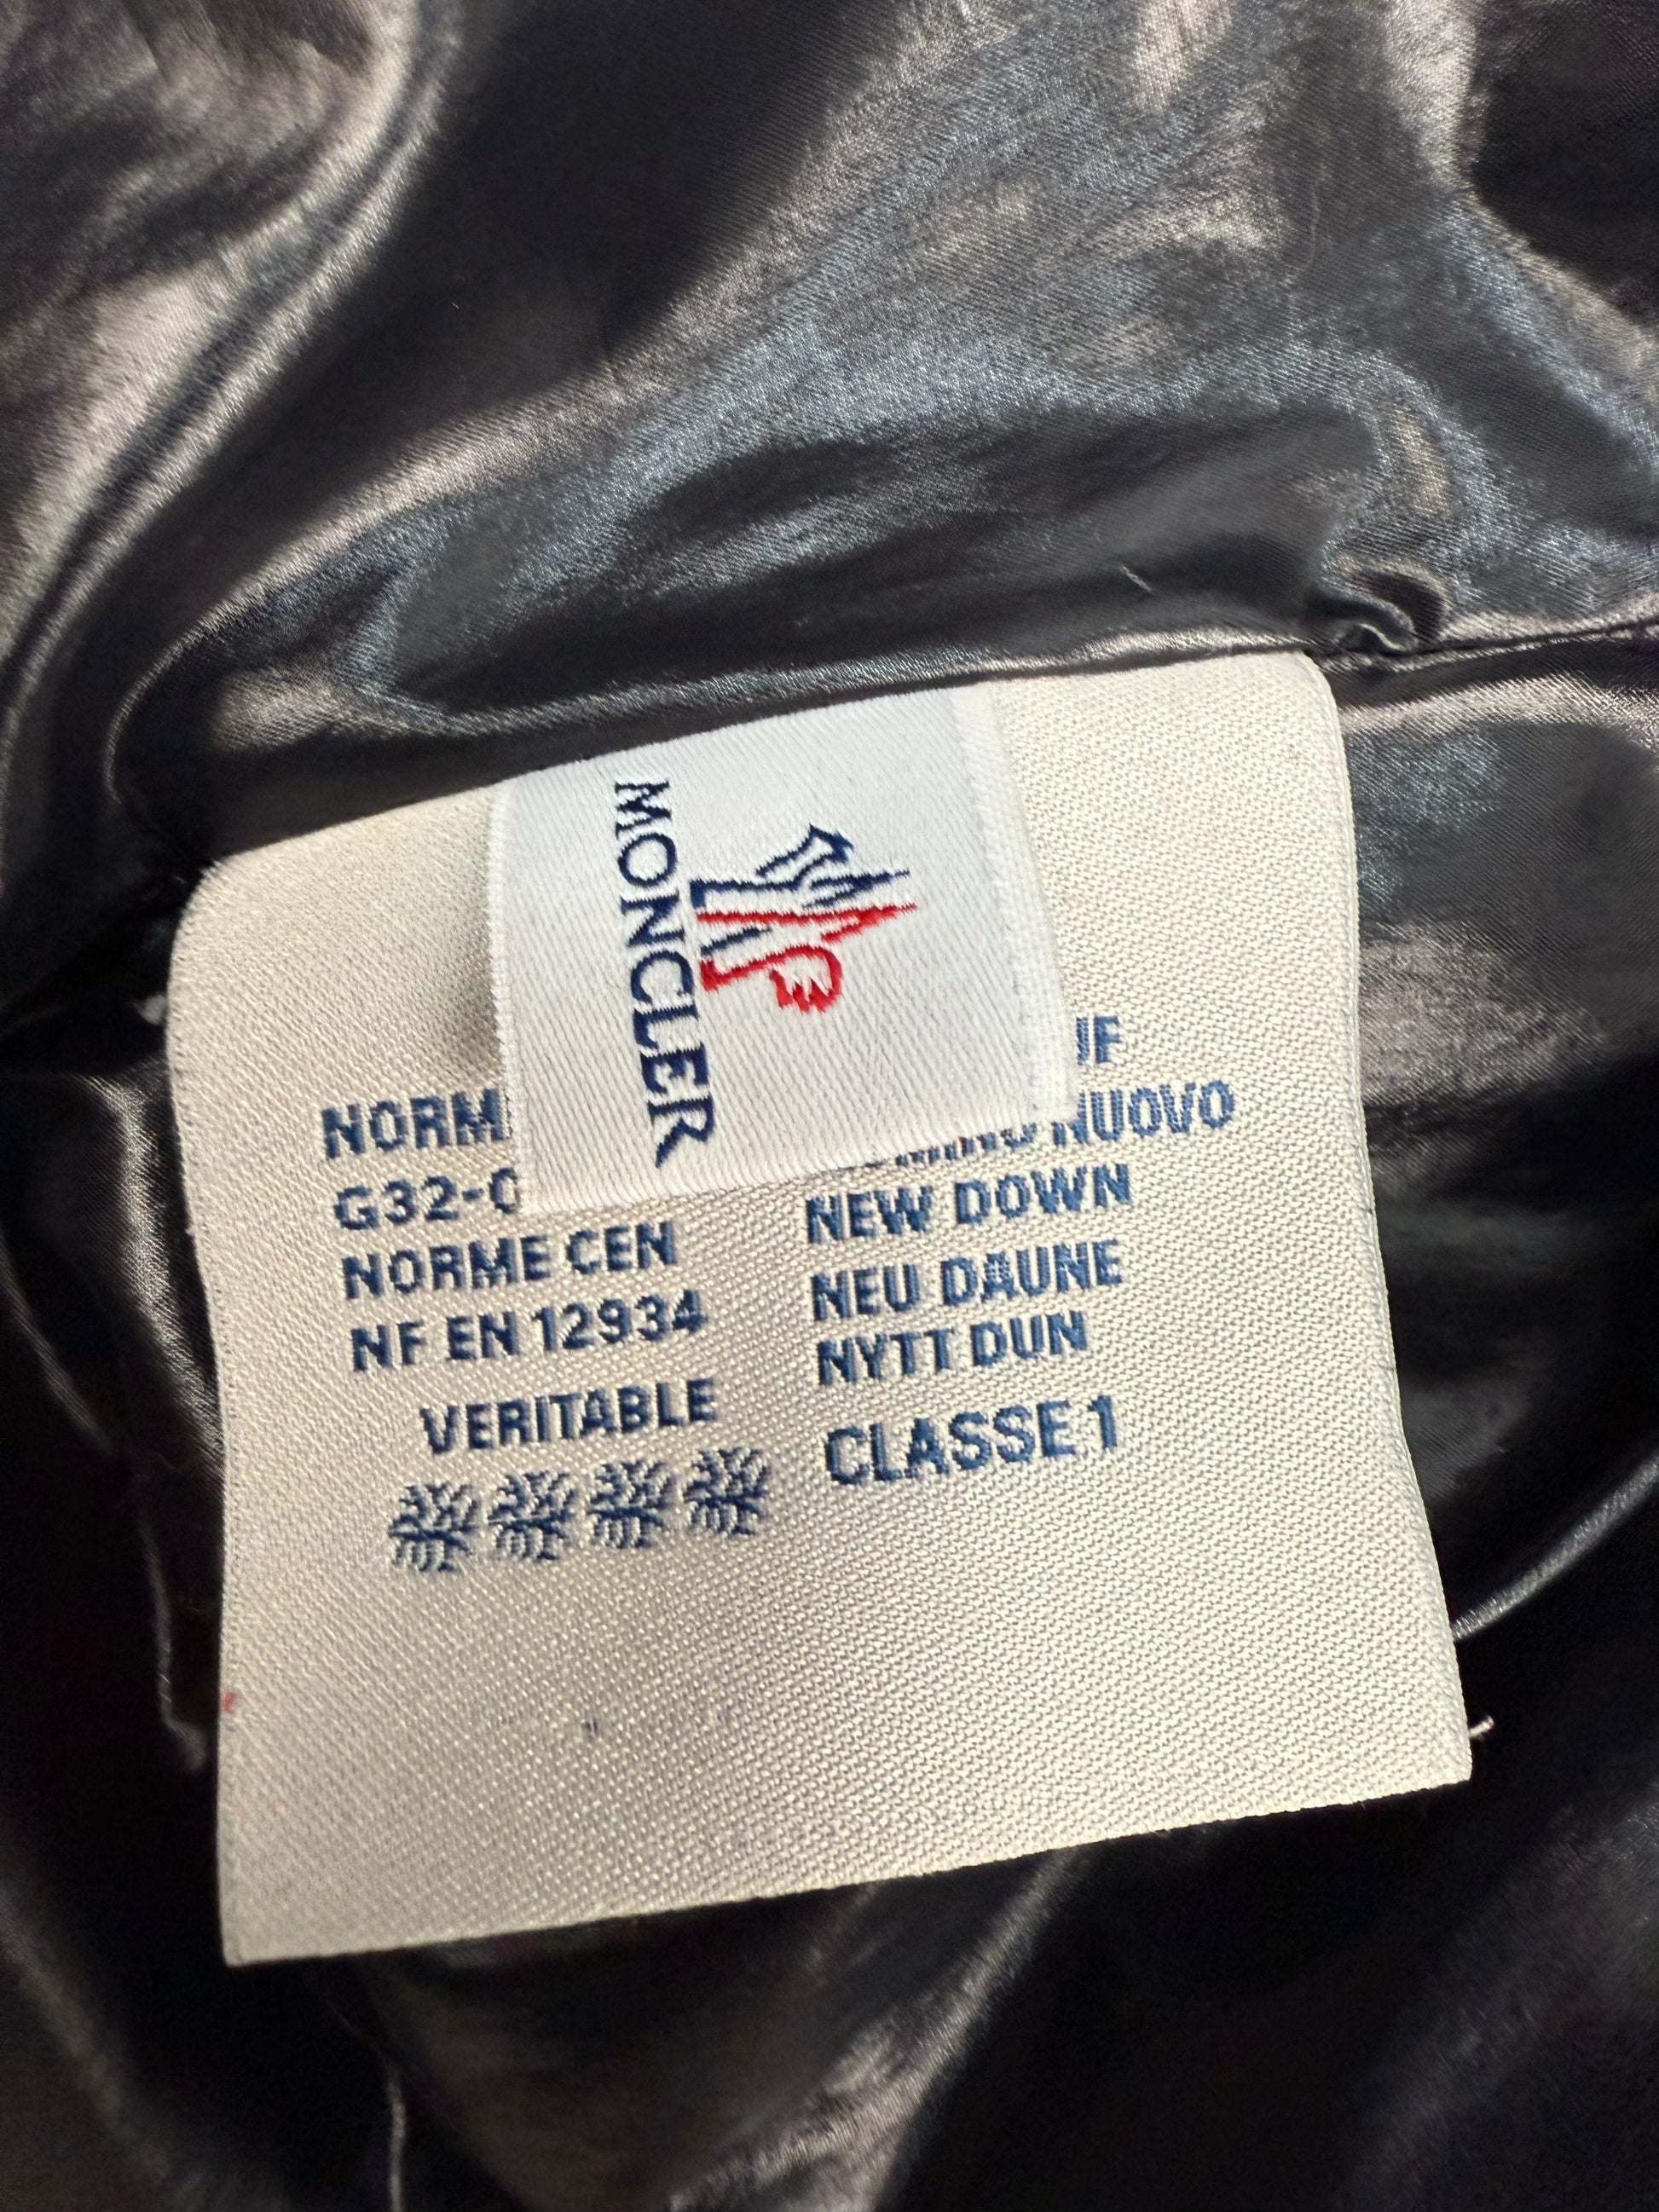 MONCLER
NORM
G32-0
NORME CEN
NF EN 12934
VERITABLE
NUOVO
NEW DOWN
NEU DAUNE
NYTT DUN
CLASSE 1